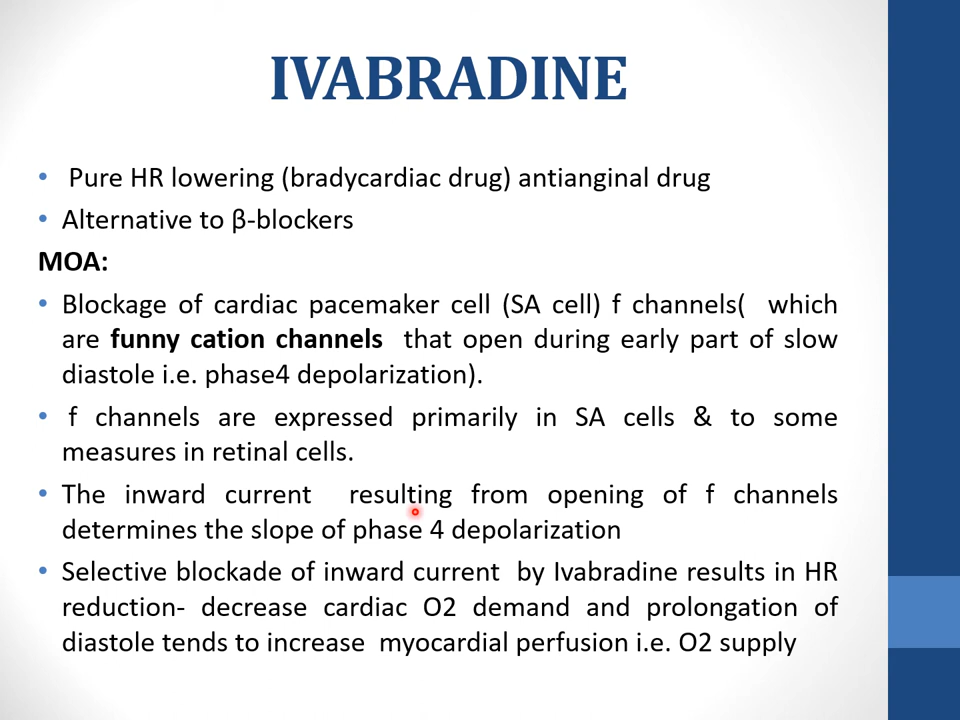 IVABRADINE
• Pure HR lowering (bradycardiac drug) antianginal drug
• Alternative to β-blockers
MOA:
• Blockage of cardiac pacemaker cell (SA cell) f channels( which
are funny cation channels that open during early part of slow
diastole i.e. phase4 depolarization).
• f channels are expressed primarily in SA cells & to some
measures in retinal cells.
• The inward current resulting from opening of f channels
determines the slope of phase 4 depolarization
• Selective blockade of inward current by Ivabradine results in HR
reduction- decrease cardiac O2 demand and prolongation of
diastole tends to increase myocardial perfusion i.e. O2 supply